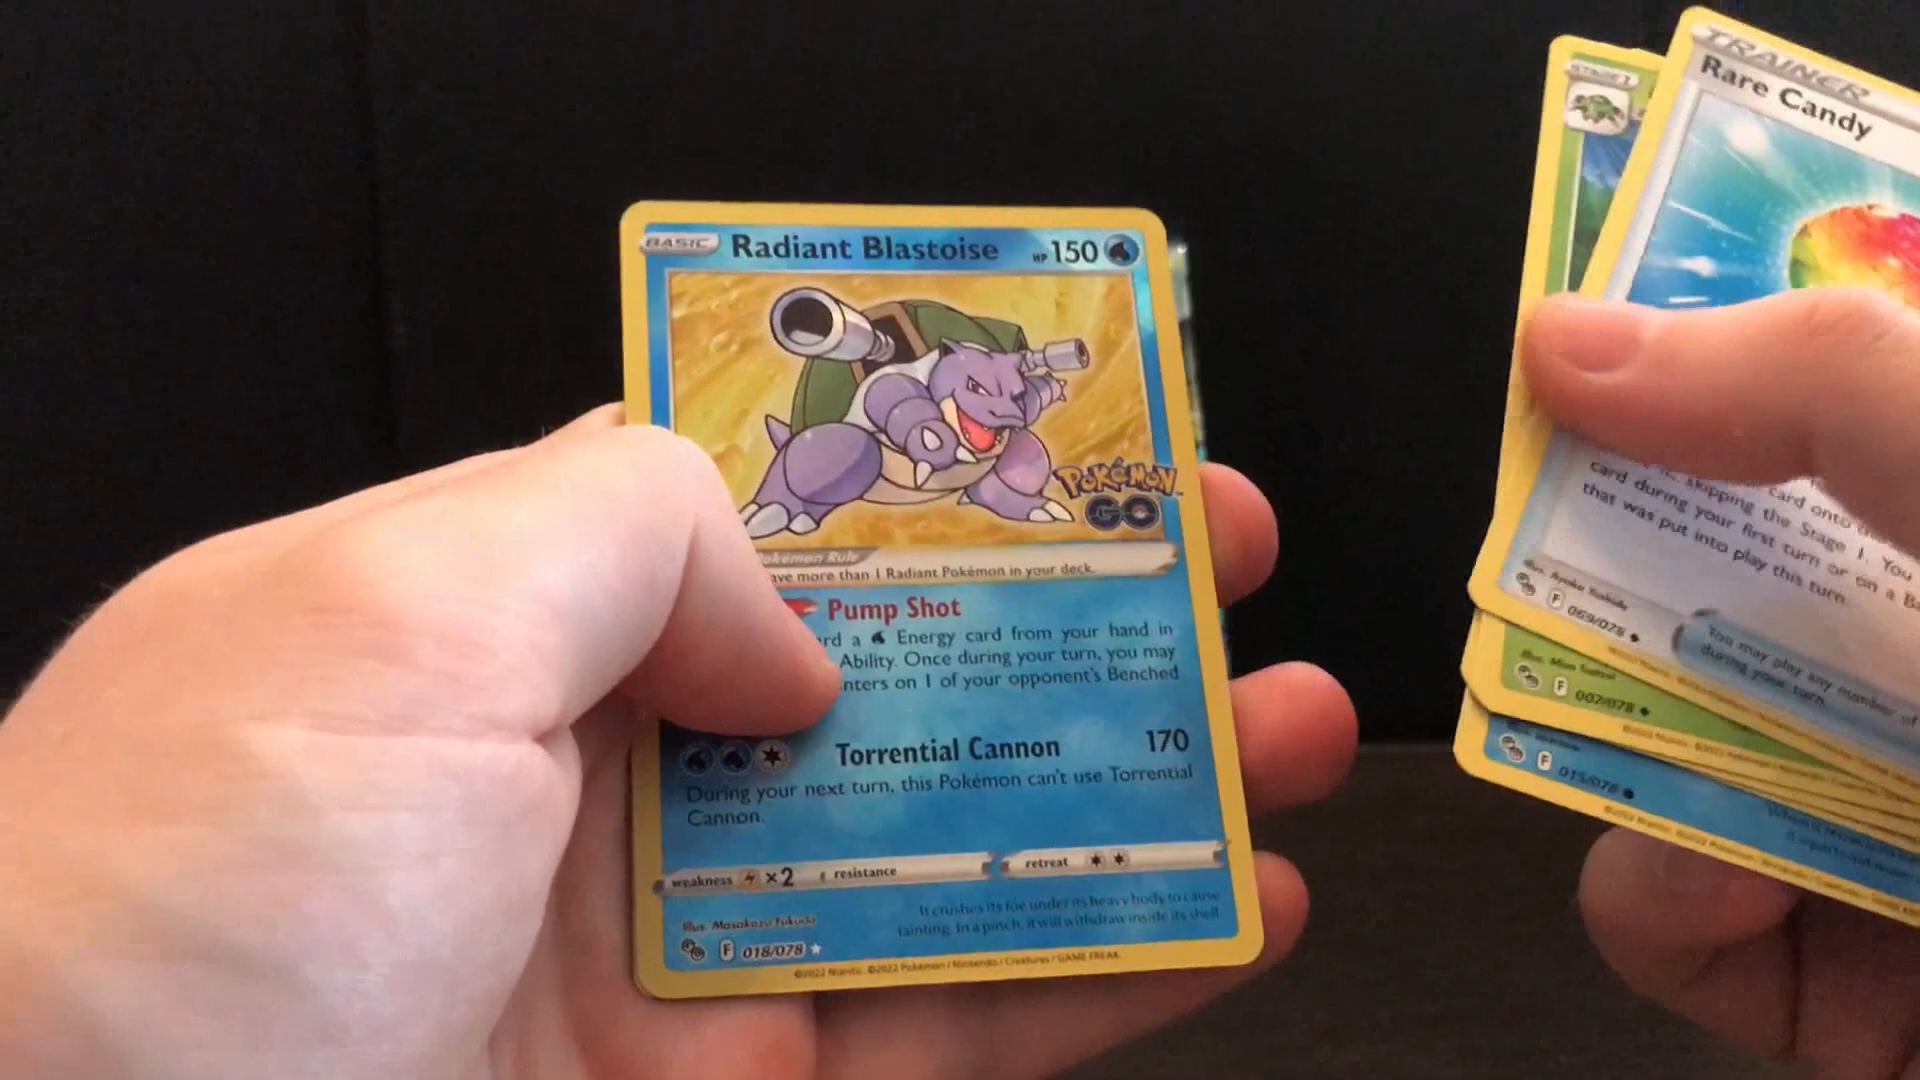 BASIC Radiant Blastoise HP 150
POKÉMON
GO
Pokémon Rule
ave more than 1 Radiant Pokémon in your deck.
Pump Shot
rd a Energy card from your hand in
Ability. Once during your turn, you may
nters on 1 of your opponent's Benched
Torrential Cannon 170
During your next turn, this Pokémon can't use Torrential
Cannon.
weakness ×2 resistance retreat
It crushes its foe under its heavy body to cause
fainting. In a pinch, it will withdraw inside its shell.
Illus. Masakazu Fukuda
F 018/078
©2022 Niantic. ©2022 Pokémon / Nintendo / Creatures / GAME FREAK
TRAINER
Rare Candy
card onto
skipping the Stage 1. You
card during your first turn or on a Ba
that was put into play this turn.
Illus. Ayaka Yoshida
F 069/078
You may play any number of
during your turn.
STAGE 1
F 007/078
F 015/078